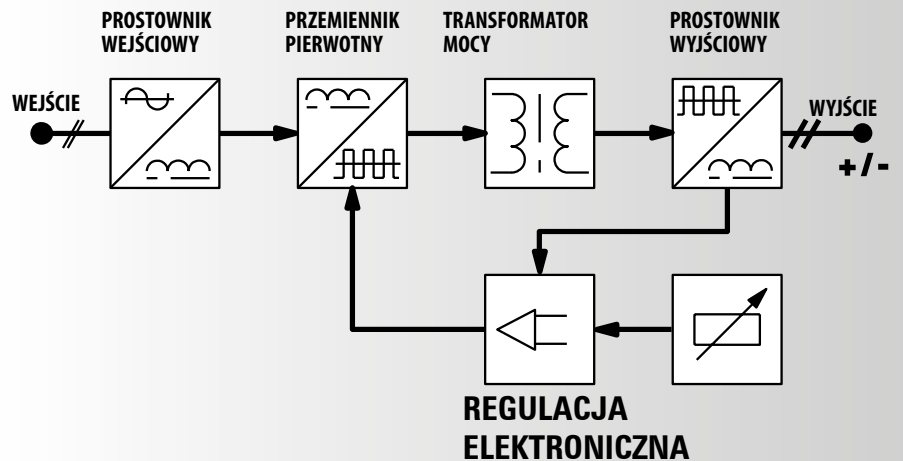 PROSTOWNIK
WEJŚCIOWY
PRZEMIENNIK
PIERWOTNY
TRANSFORMATOR
MOCY
PROSTOWNIK
WYJŚCIOWY
WEJŚCIE
WYJŚCIE
+ / -
REGULACJA
ELEKTRONICZNA